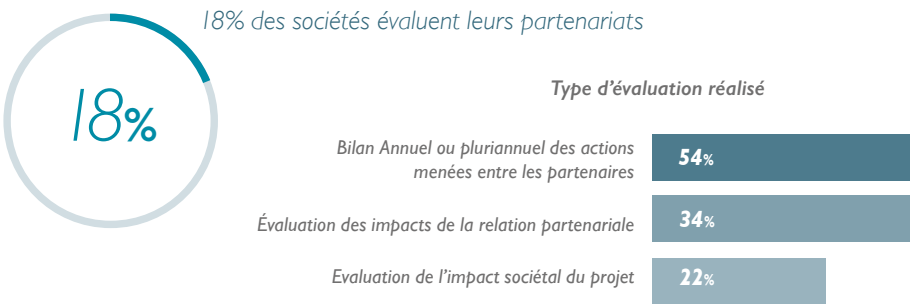 18% des sociétés évaluent leurs partenariats
18%
Type d’évaluation réalisé
Bilan Annuel ou pluriannuel des actions
menées entre les partenaires
54%
Évaluation des impacts de la relation partenariale
34%
Evaluation de l’impact sociétal du projet
22%